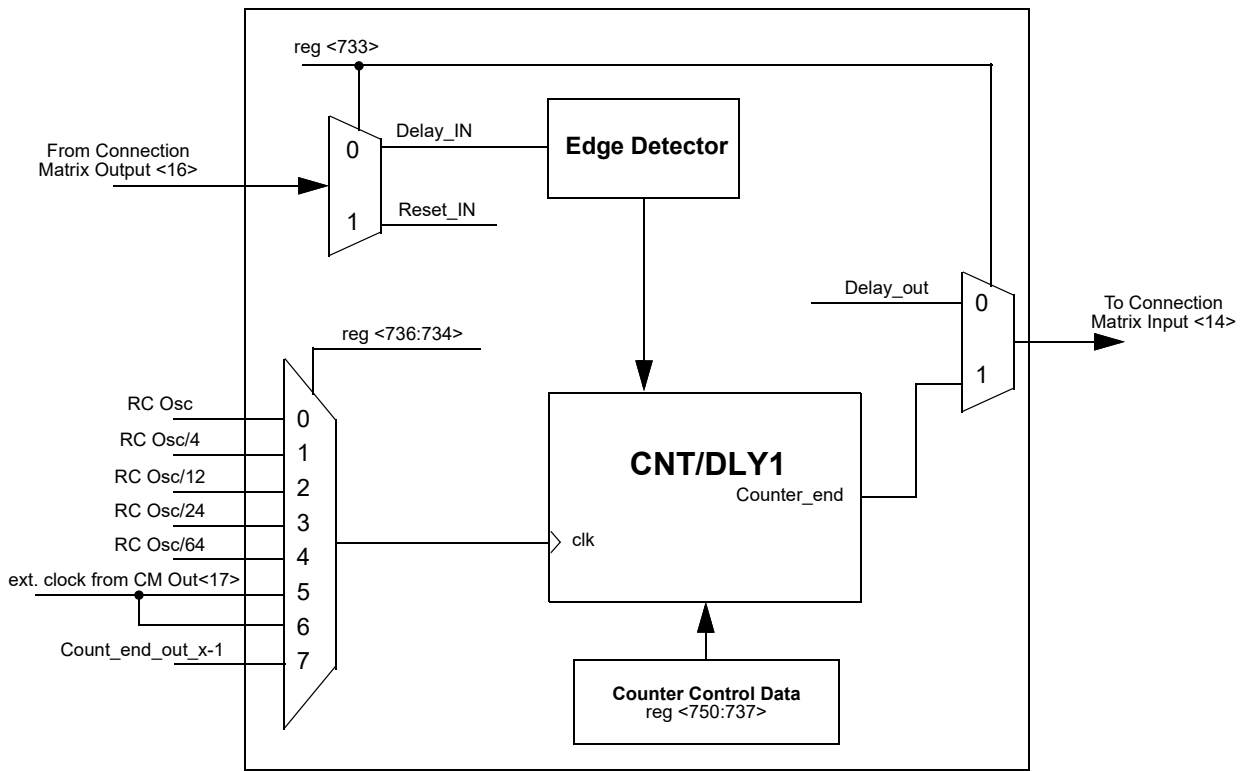 reg <733>
From Connection
Matrix Output <16>
0
Delay_IN
1
Reset_IN
Edge Detector
Delay_out
0
1
To Connection
Matrix Input <14>
reg <736:734>
RC Osc
0
RC Osc/4
1
RC Osc/12
2
RC Osc/24
3
RC Osc/64
4
ext. clock from CM Out<17>
5
6
Count_end_out_x-1
7
CNT/DLY1
Counter_end
clk
Counter Control Data
reg <750:737>